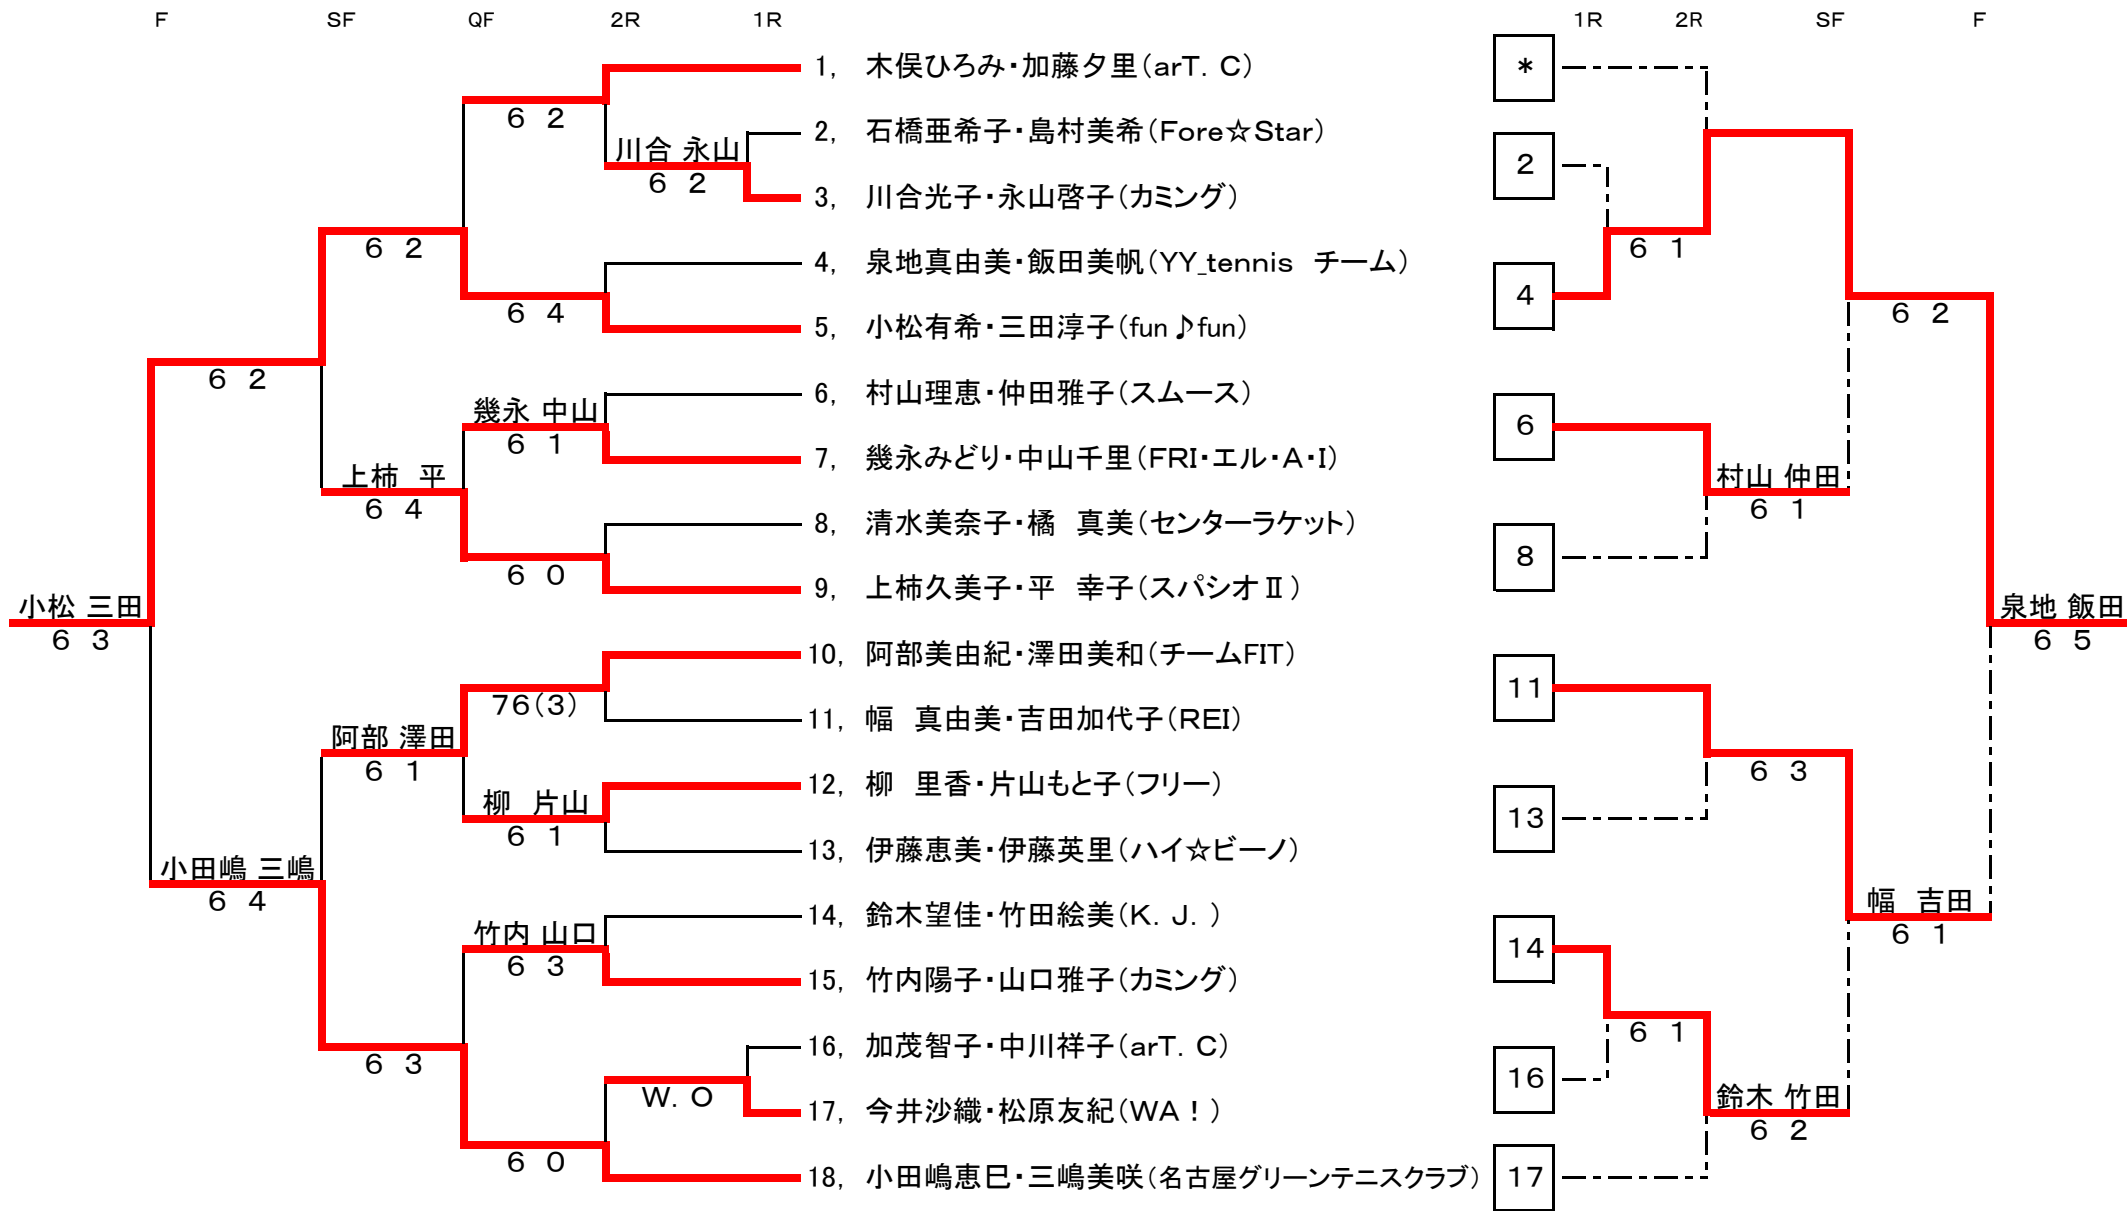 F SF QF 2R 1R 1R 2R SF F
1, 木俣ひろみ・加藤夕里(arT. C)
*
6 2
2, 石橋亜希子・島村美希(Fore☆Star)
川合 永山
2
6 2
3, 川合光子・永山啓子(カミング)
6 2
6 1
4, 泉地真由美・飯田美帆(YY_tennis チーム)
4
6 4
6 2
5, 小松有希・三田淳子(fun♪fun)
6 2
6, 村山理恵・仲田雅子(スムース)
幾永 中山
6
6 1
7, 幾永みどり・中山千里(FRI・エル・A・I)
上柿 平
村山 仲田
6 4
6 1
8, 清水美奈子・橘 真美(センターラケット)
8
6 0
9, 上柿久美子・平 幸子(スパシオⅡ)
小松 三田
泉地 飯田
6 3
6 5
10, 阿部美由紀・澤田美和(チームFIT)
11
76(3)
11, 幅 真由美・吉田加代子(REI)
阿部 澤田
6 1
6 3
12, 柳 里香・片山もと子(フリー)
柳 片山
13
6 1
13, 伊藤恵美・伊藤英里(ハイ☆ビーノ)
小田嶋 三嶋
6 4
幅 吉田
14, 鈴木望佳・竹田絵美(K. J. )
竹内 山口
14
6 1
6 3
15, 竹内陽子・山口雅子(カミング)
6 1
16, 加茂智子・中川祥子(arT. C)
6 3
16
W. O
鈴木 竹田
17, 今井沙織・松原友紀(WA!)
6 2
6 0
18, 小田嶋恵巳・三嶋美咲(名古屋グリーンテニスクラブ)
17